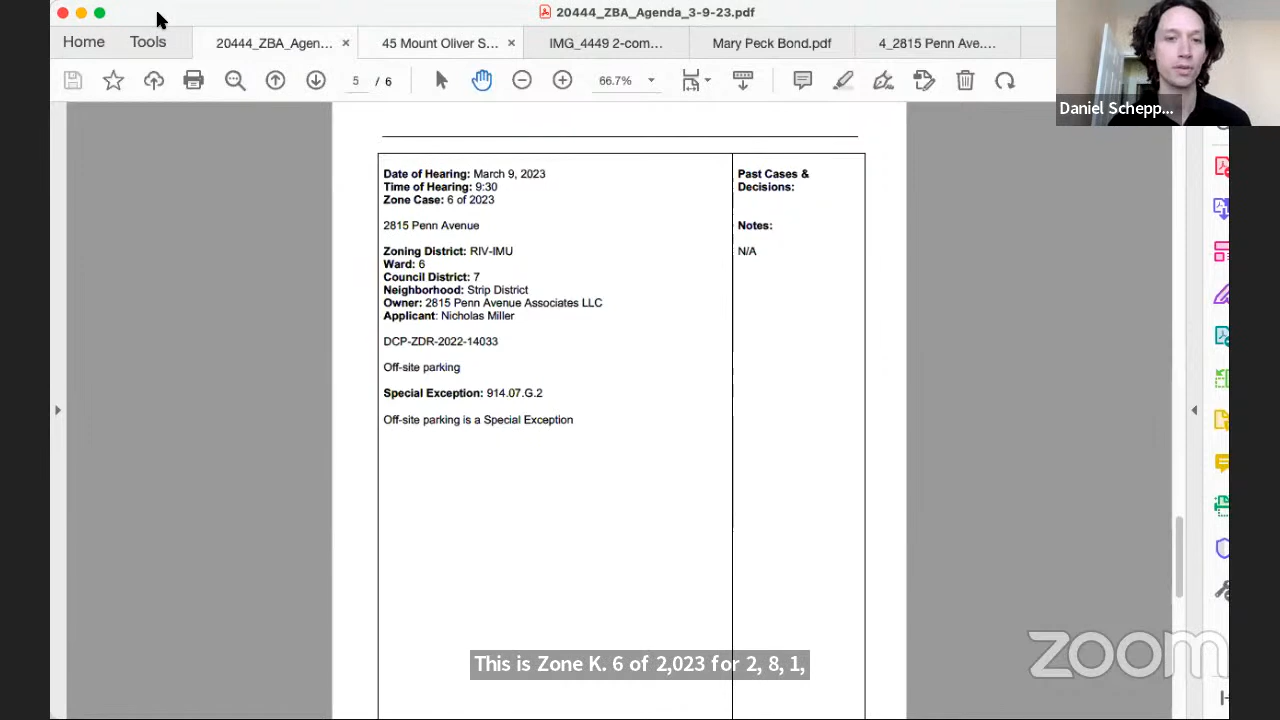 20444_ZBA_Agenda_3-9-23.pdf
Home
Tools
20444_ZBA_Agen...
45 Mount Oliver S...
IMG_4449 2-com...
Mary Peck Bond.pdf
4_2815 Penn Ave....
5 / 6
66.7%
Daniel Schepp...
Date of Hearing: March 9, 2023
Time of Hearing: 9:30
Zone Case: 6 of 2023
2815 Penn Avenue
Zoning District: RIV-IMU
Ward: 6
Council District: 7
Neighborhood: Strip District
Owner: 2815 Penn Avenue Associates LLC
Applicant: Nicholas Miller
DCP-ZDR-2022-14033
Off-site parking
Special Exception: 914.07.G.2
Off-site parking is a Special Exception
Past Cases &
Decisions:
Notes:
N/A
This is Zone K. 6 of 2,023 for 2, 8, 1,
zoom